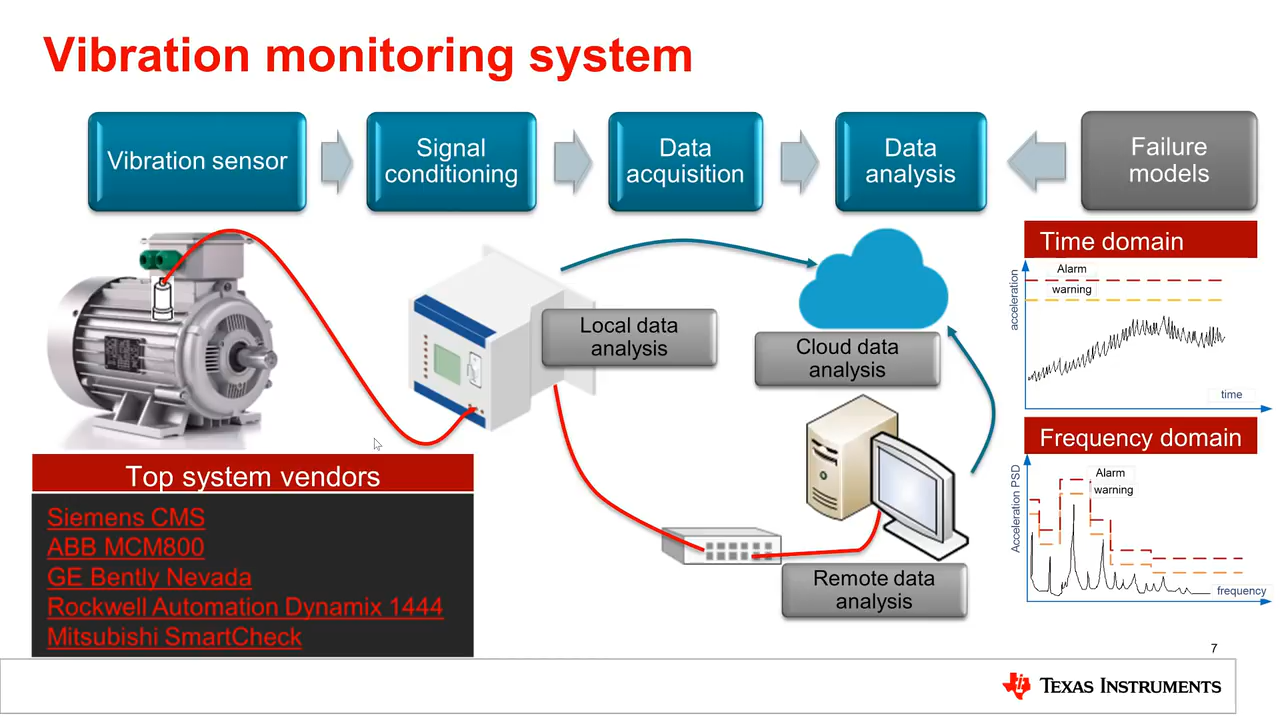 Vibration monitoring system
Vibration sensor
Signal
conditioning
Data
acquisition
Data
analysis
Failure
models
Local data
analysis
Cloud data
analysis
Remote data
analysis
Time domain
Alarm
warning
acceleration
time
Frequency domain
Alarm
warning
Acceleration PSD
frequency
Top system vendors
Siemens CMS
ABB MCM800
GE Bently Nevada
Rockwell Automation Dynamix 1444
Mitsubishi SmartCheck
7
TEXAS INSTRUMENTS